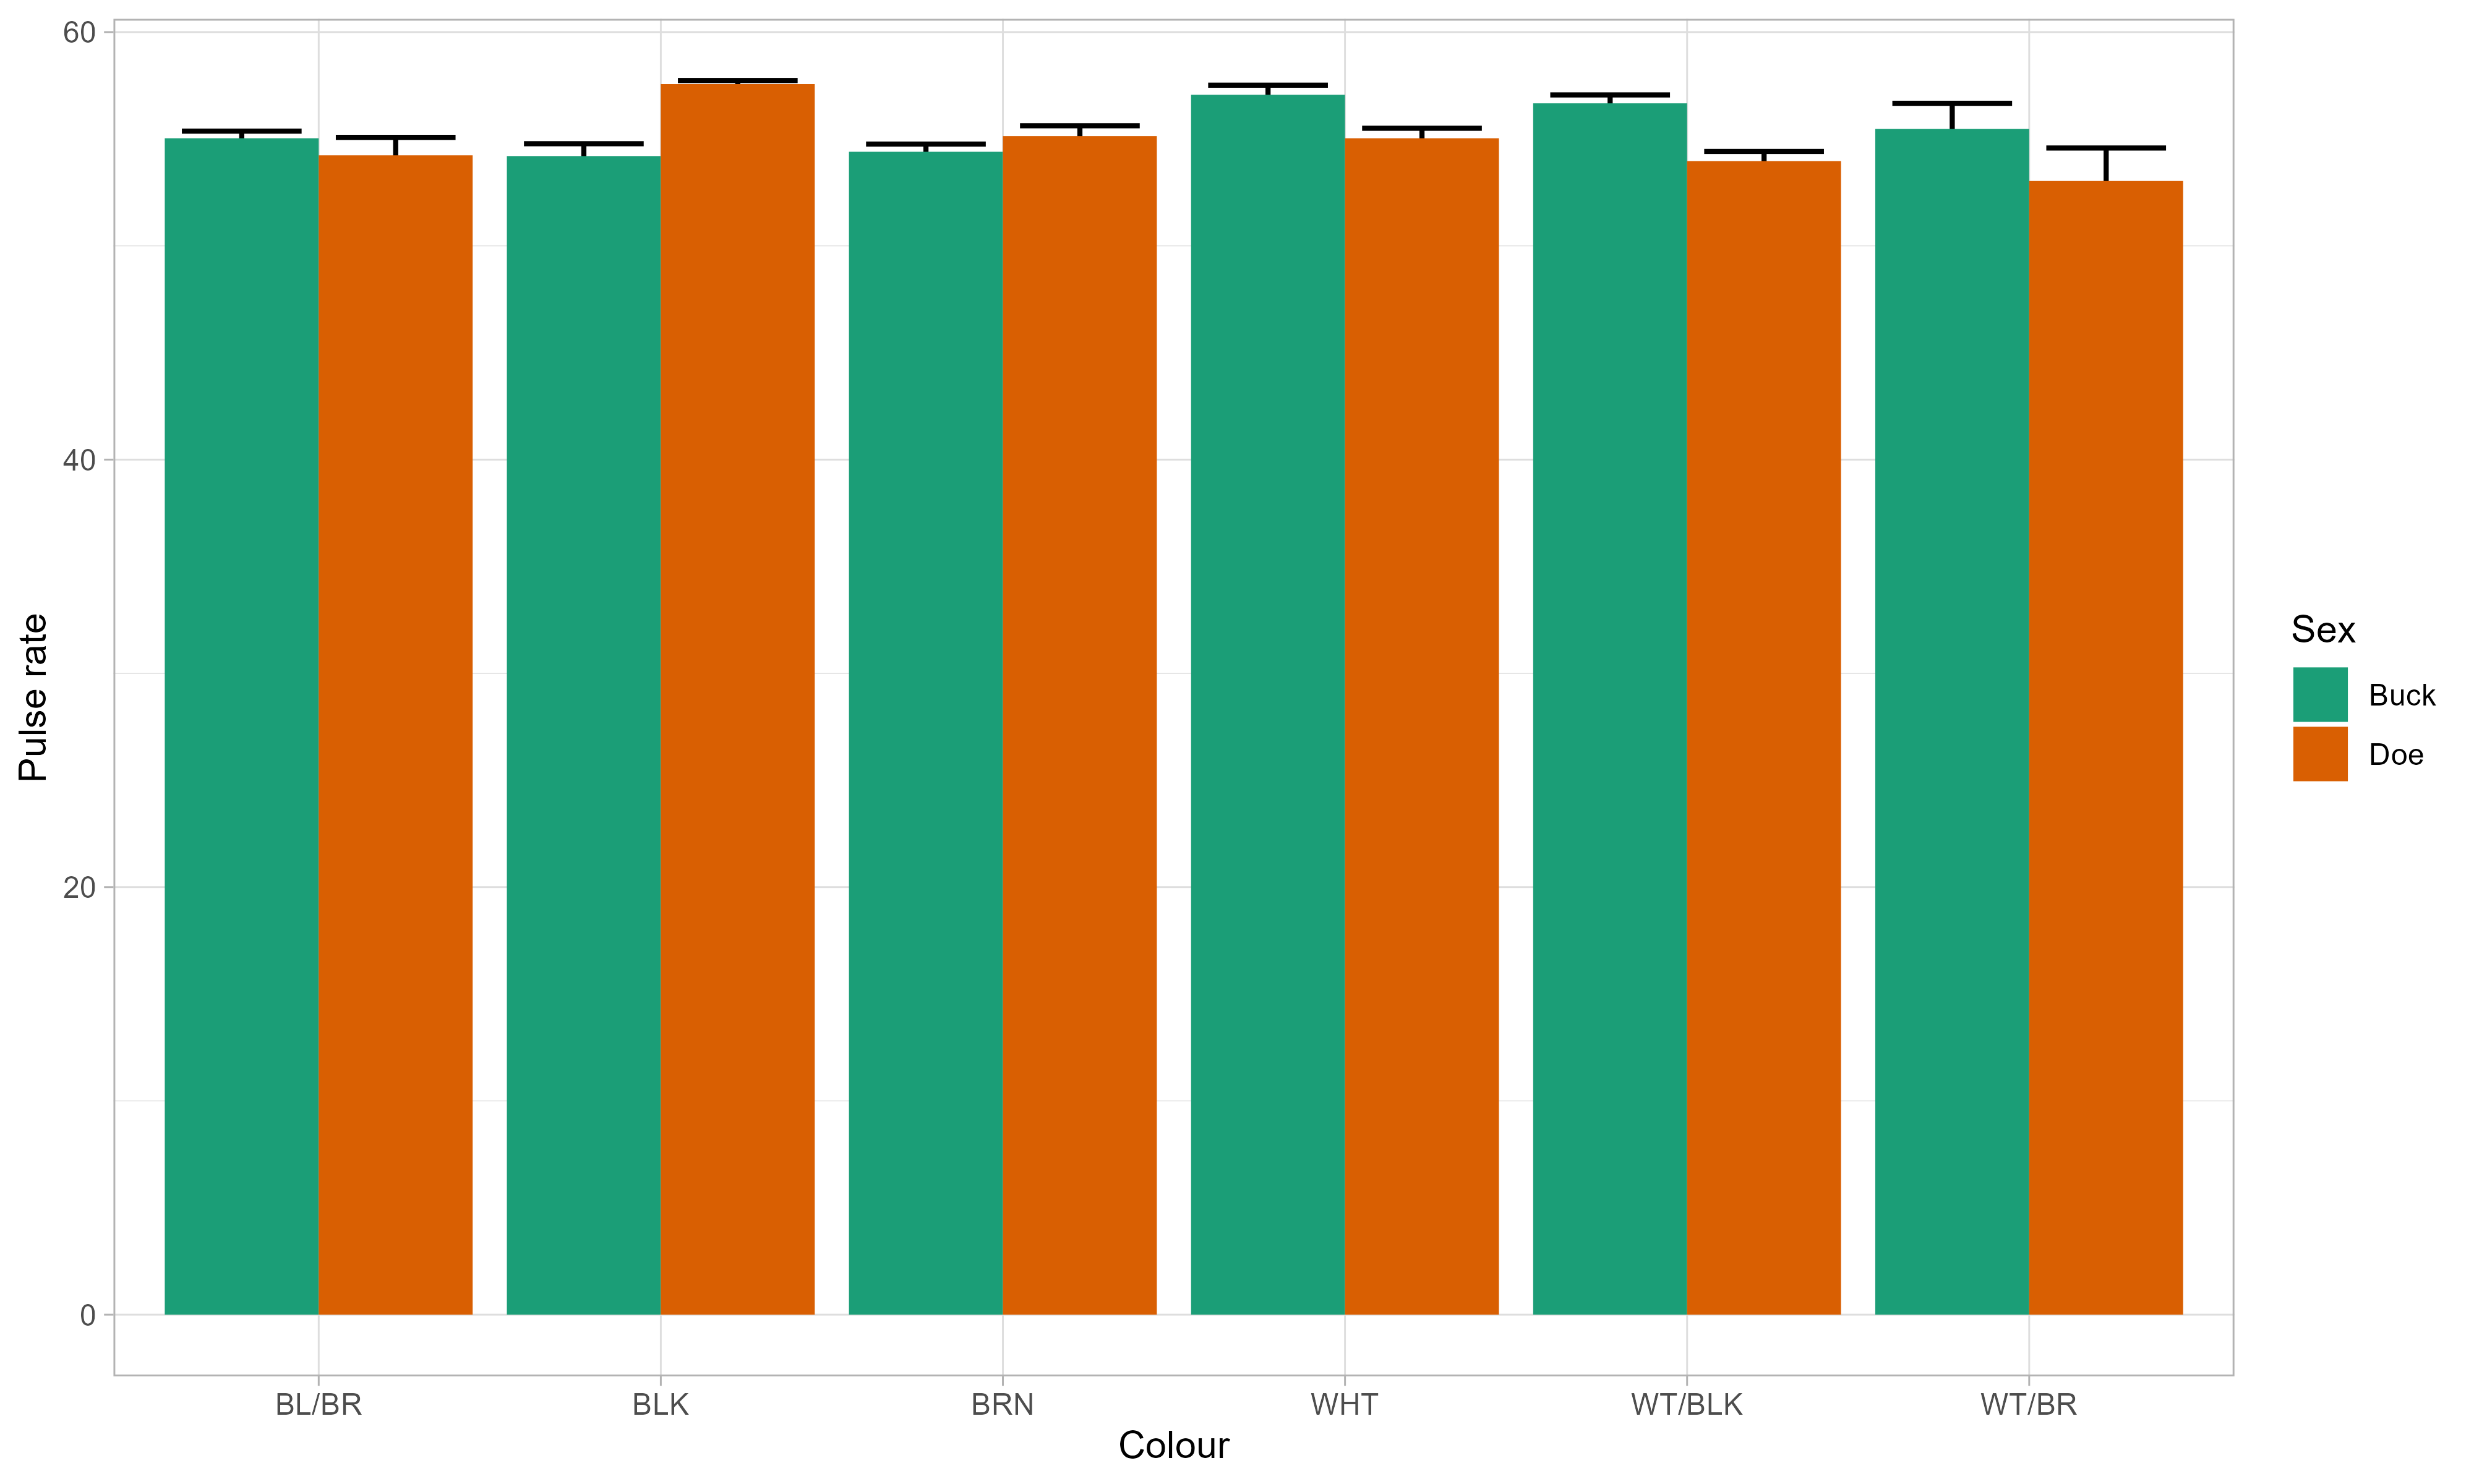 60
40
20
0
Pulse rate
BL/BR BLK BRN WHT WT/BLK WT/BR
Colour
Sex
Buck
Doe